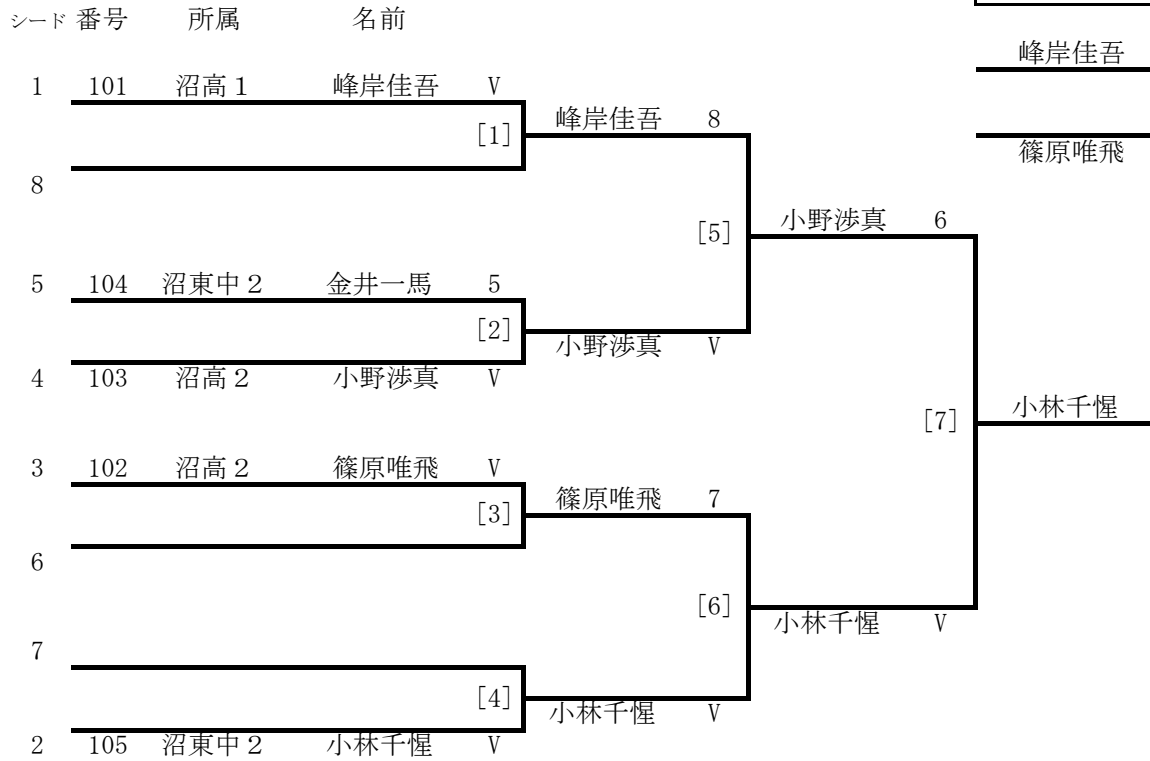 シード 番号 所属 名前
峰岸佳吾
1 101 沼高１ 峰岸佳吾 V
峰岸佳吾 8
[1]
篠原唯飛
8
小野渉真 6
[5]
5 104 沼東中２ 金井一馬 5
[2]
小野渉真 V
4 103 沼高２ 小野渉真 V
小林千惺
[7]
3 102 沼高２ 篠原唯飛 V
篠原唯飛 7
[3]
6
[6]
小林千惺 V
7
[4]
小林千惺 V
2 105 沼東中２ 小林千惺 V